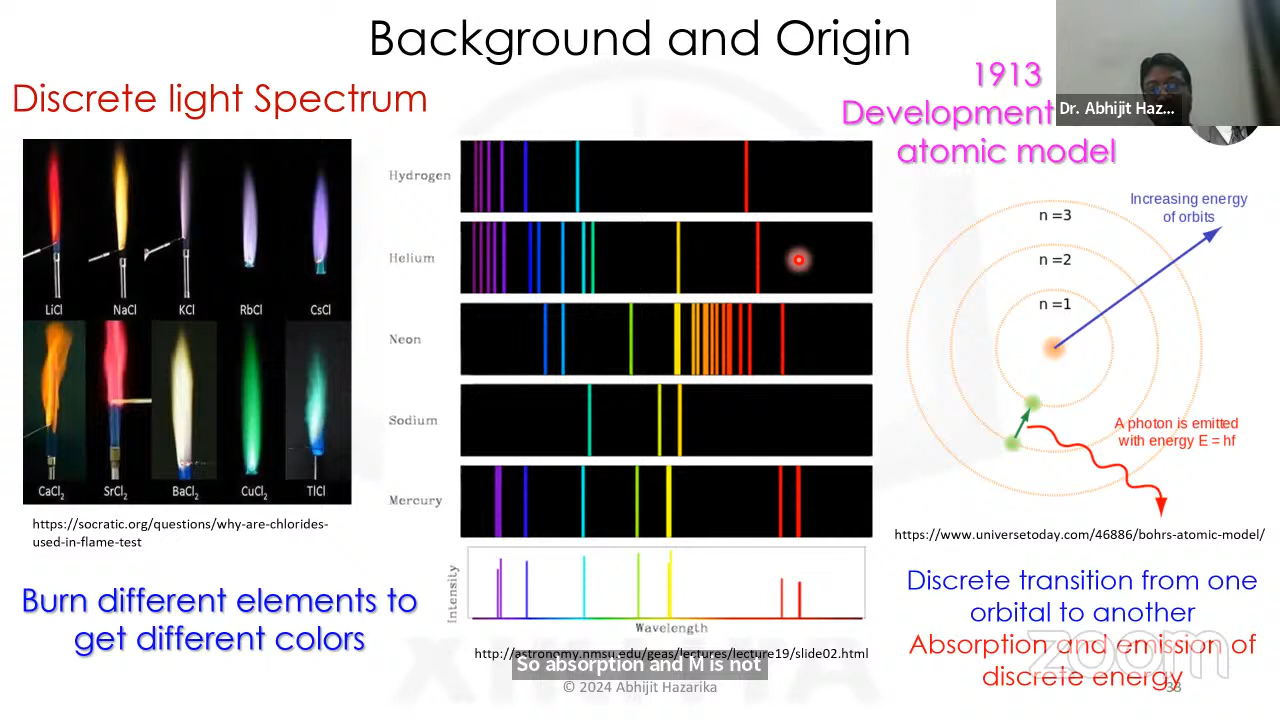 Background and Origin
Discrete light Spectrum
LiCl
NaCl
KCl
RbCl
CsCl
CaCl₂
SrCl₂
BaCl₂
CuCl₂
TlCl
https://socratic.org/questions/why-are-chlorides-
used-in-flame-test
Burn different elements to
get different colors
Hydrogen
Helium
Neon
Sodium
Mercury
Intensity
Wavelength
http://astronomy.nmsu.edu/geas/lectures/lecture19/slide02.html
So absorption and M is not
© 2024 Abhijit Hazarika
1913
Development
atomic model
Dr. Abhijit Haz...
Increasing energy
of orbits
n =3
n =2
n =1
A photon is emitted
with energy E = hf
https://www.universetoday.com/46886/bohrs-atomic-model/
Discrete transition from one
orbital to another
Absorption and emission of
discrete energy
zoom
33